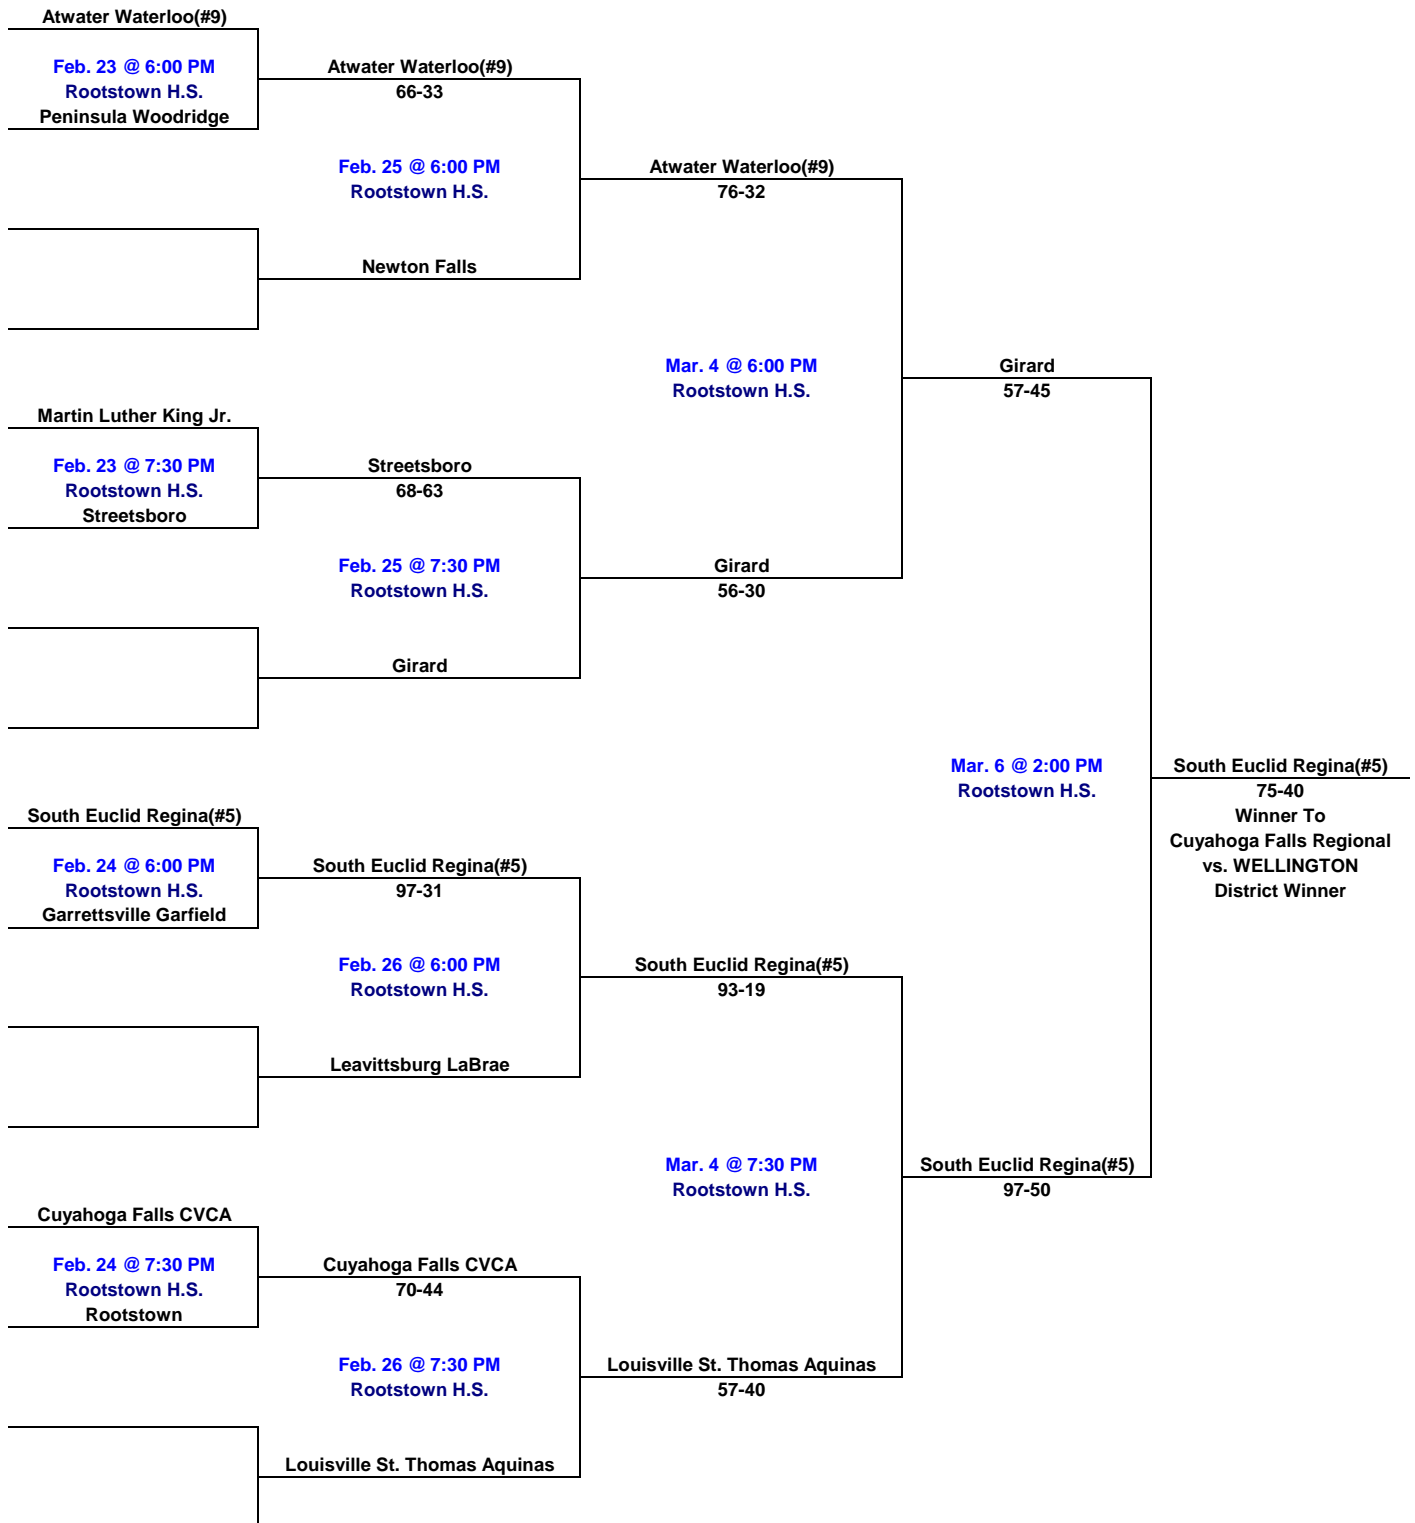 Atwater Waterloo(#9)
Feb. 23 @ 6:00 PM
Rootstown H.S.
Peninsula Woodridge
Atwater Waterloo(#9)
66-33
Feb. 25 @ 6:00 PM
Rootstown H.S.
Newton Falls
Atwater Waterloo(#9)
76-32
Martin Luther King Jr.
Feb. 23 @ 7:30 PM
Rootstown H.S.
Streetsboro
Streetsboro
68-63
Feb. 25 @ 7:30 PM
Rootstown H.S.
Girard
Girard
56-30
Mar. 4 @ 6:00 PM
Rootstown H.S.
Girard
57-45
South Euclid Regina(#5)
Feb. 24 @ 6:00 PM
Rootstown H.S.
Garrettsville Garfield
South Euclid Regina(#5)
97-31
Feb. 26 @ 6:00 PM
Rootstown H.S.
Leavittsburg LaBrae
South Euclid Regina(#5)
93-19
Cuyahoga Falls CVCA
Feb. 24 @ 7:30 PM
Rootstown H.S.
Rootstown
Cuyahoga Falls CVCA
70-44
Feb. 26 @ 7:30 PM
Rootstown H.S.
Louisville St. Thomas Aquinas
Louisville St. Thomas Aquinas
57-40
Mar. 4 @ 7:30 PM
Rootstown H.S.
South Euclid Regina(#5)
97-50
Mar. 6 @ 2:00 PM
Rootstown H.S.
South Euclid Regina(#5)
75-40
Winner To
Cuyahoga Falls Regional
vs. WELLINGTON
District Winner